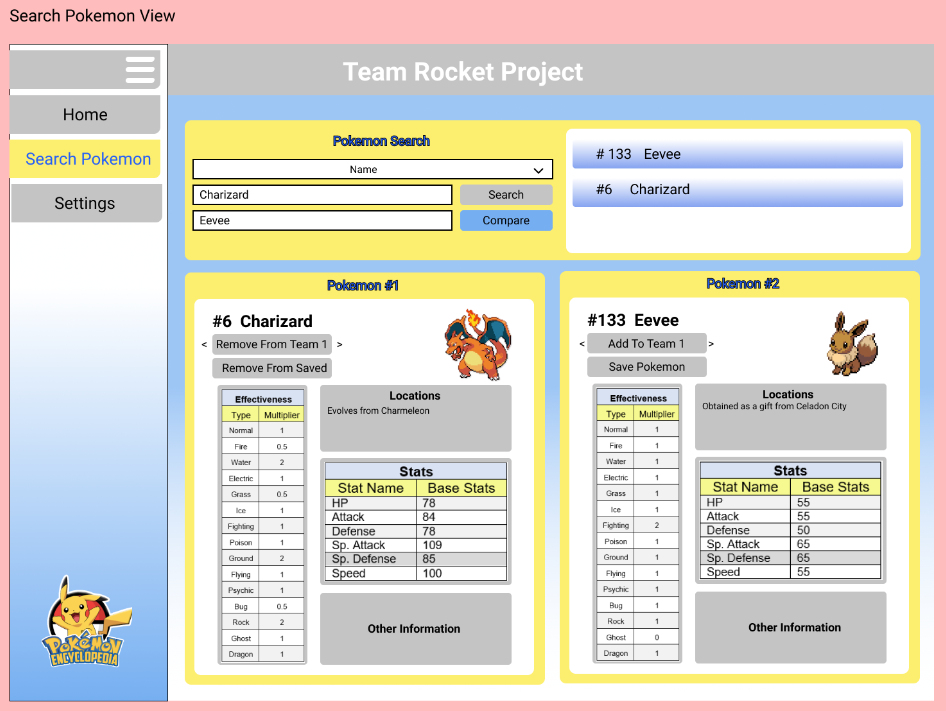 Search Pokemon View
Team Rocket Project
Home
Search Pokemon
Settings
POKéMON
ENCYCLOPEDIA
Pokemon Search
Name
Charizard
Search
Eevee
Compare
# 133 Eevee
#6 Charizard
Pokemon #1
#6 Charizard
< Remove From Team 1 >
Remove From Saved
Effectiveness
Type Multiplier
Normal 1
Fire 0.5
Water 2
Electric 1
Grass 0.5
Ice 1
Fighting 1
Poison 1
Ground 2
Flying 1
Psychic 1
Bug 0.5
Rock 2
Ghost 1
Dragon 1
Locations
Evolves from Charmeleon
Stats
Stat Name Base Stats
HP 78
Attack 84
Defense 78
Sp. Attack 109
Sp. Defense 85
Speed 100
Other Information
Pokemon #2
#133 Eevee
< Add To Team 1 >
Save Pokemon
Effectiveness
Type Multiplier
Normal 1
Fire 1
Water 1
Electric 1
Grass 1
Ice 1
Fighting 2
Poison 1
Ground 1
Flying 1
Psychic 1
Bug 1
Rock 1
Ghost 0
Dragon 1
Locations
Obtained as a gift from Celadon City
Stats
Stat Name Base Stats
HP 55
Attack 55
Defense 50
Sp. Attack 65
Sp. Defense 65
Speed 55
Other Information